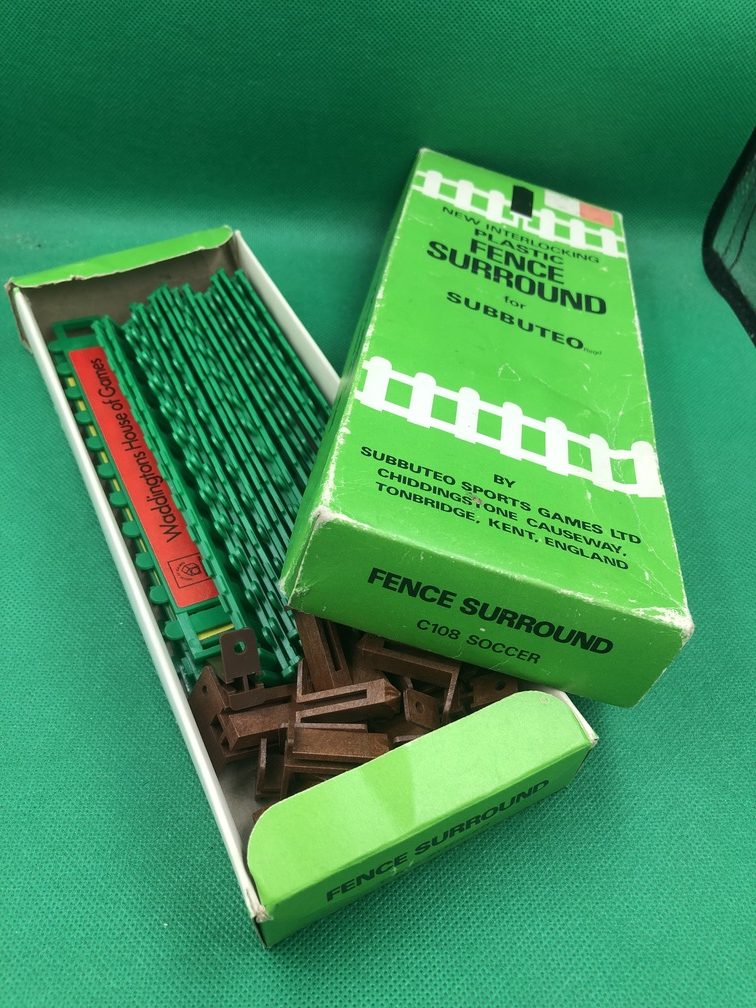 NEW INTERLOCKING
PLASTIC
FENCE
SURROUND
for
SUBBUTEO
BY
SUBBUTEO SPORTS GAMES LTD
CHIDDINGSTONE CAUSEWAY,
TONBRIDGE, KENT, ENGLAND
FENCE SURROUND
C108 SOCCER
Waddingtons House of Games
FENCE SURROUND